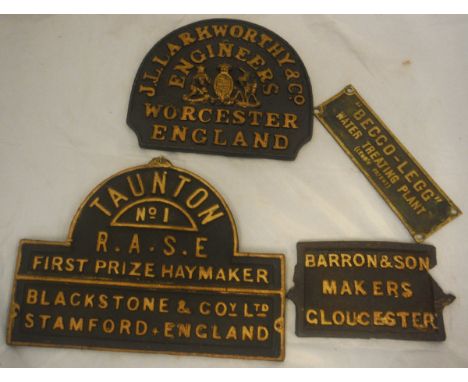 J.L.LARKWORTHY & Co.
ENGINEERS
WORCESTER
ENGLAND
"BECCO-LEGG"
WATER TREATING PLANT
TAUNTON
No 1
R.A.S.E
FIRST PRIZE HAYMAKER
BLACKSTONE & COY LTD
STAMFORD + ENGLAND
BARRON & SON
MAKERS
GLOUCESTER